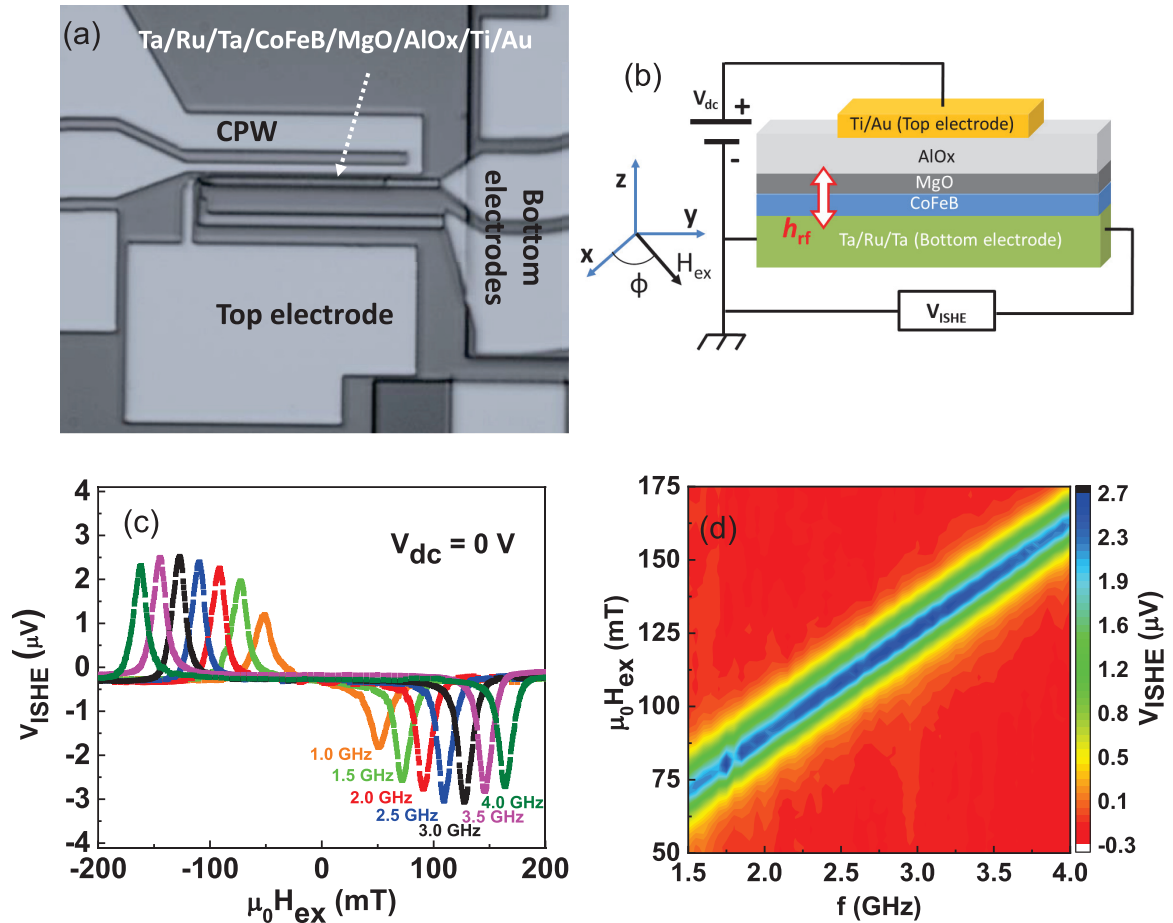 (a)
Ta/Ru/Ta/CoFeB/MgO/AlOx/Ti/Au
CPW
Bottom
electrodes
Top electrode
(b)
Vdc
+
-
Ti/Au (Top electrode)
AlOx
MgO
CoFeB
hrf
Ta/Ru/Ta (Bottom electrode)
z
y
x
Hex
ϕ
VISHE
(c)
Vdc = 0 V
VISHE (μV)
4
3
2
1
0
-1
-2
-3
-4
1.0 GHz
1.5 GHz
2.0 GHz
2.5 GHz
3.0 GHz
3.5 GHz
4.0 GHz
-200
-100
0
100
200
μ0Hex (mT)
(d)
μ0Hex (mT)
175
150
125
100
75
50
1.5
2.0
2.5
3.0
3.5
4.0
f (GHz)
2.7
2.3
1.9
1.6
1.2
0.8
0.4
0.1
-0.3
VISHE (μV)